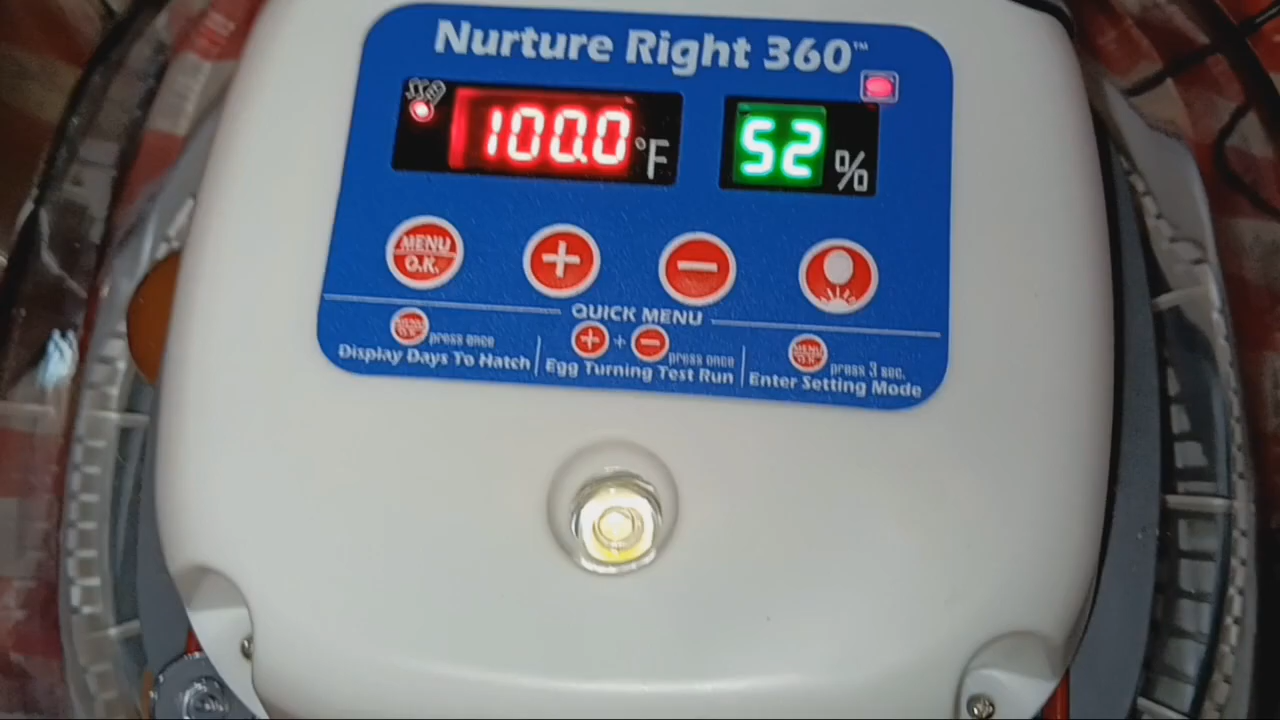 Nurture Right 360™
100.0 °F 52 %
MENU O.K. + −
QUICK MENU
MENU O.K. press once + + − press once MENU O.K. press 3 sec.
Display Days To Hatch Egg Turning Test Run Enter Setting Mode